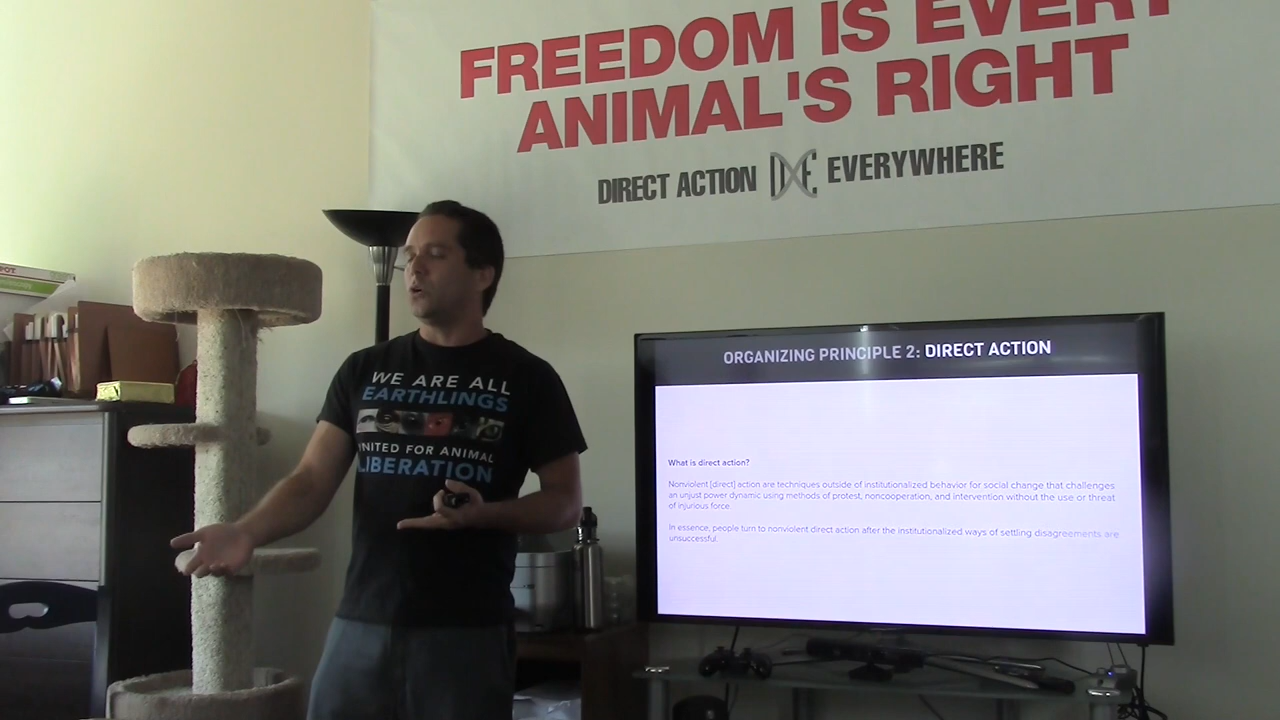 FREEDOM IS EVERY
ANIMAL'S RIGHT
DIRECT ACTION DXE EVERYWHERE
WE ARE ALL
EARTHLINGS
UNITED FOR ANIMAL
LIBERATION
ORGANIZING PRINCIPLE 2: DIRECT ACTION
What is direct action?
Nonviolent [direct] action are techniques outside of institutionalized behavior for social change that challenges
an unjust power dynamic using methods of protest, noncooperation, and intervention without the use or threat
of injurious force.
In essence, people turn to nonviolent direct action after the institutionalized ways of settling disagreements are
unsuccessful.